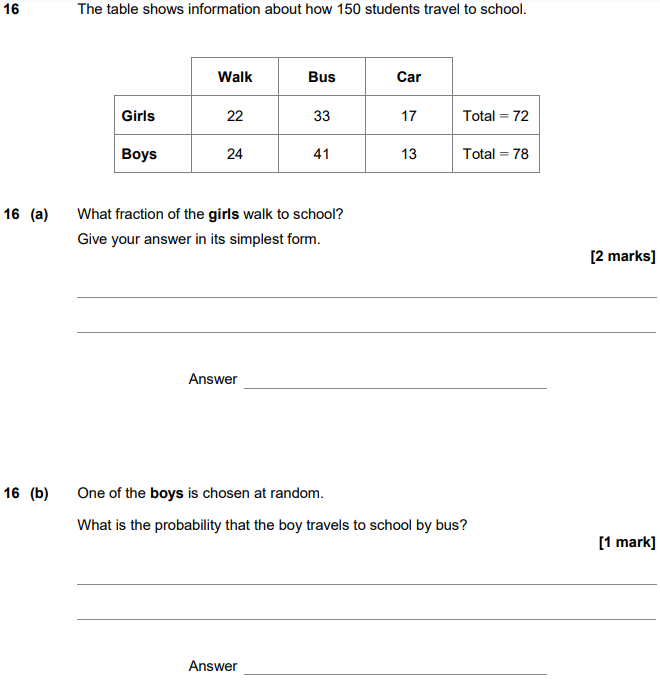 16 The table shows information about how 150 students travel to school.
Walk Bus Car
Girls 22 33 17 Total = 72
Boys 24 41 13 Total = 78
16 (a) What fraction of the girls walk to school?
Give your answer in its simplest form.
[2 marks]
Answer
16 (b) One of the boys is chosen at random.
What is the probability that the boy travels to school by bus?
[1 mark]
Answer